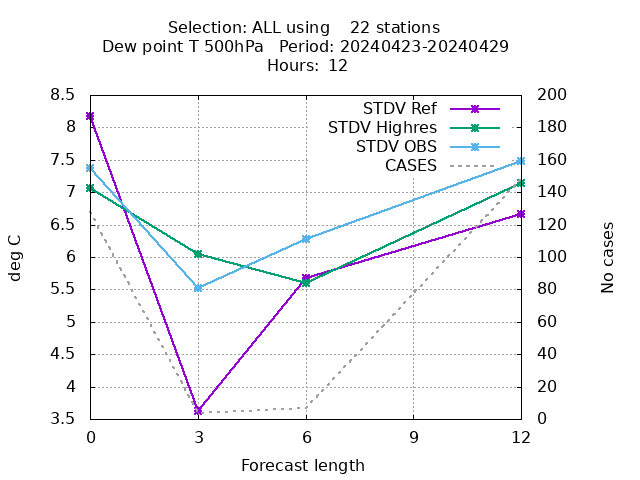 Selection: ALL using    22 stations
Dew point T 500hPa   Period: 20240423-20240429
Hours:  12
8.5
8
7.5
7
6.5
6
5.5
5
4.5
4
3.5
deg C
STDV Ref
STDV Highres
STDV OBS
CASES
200
180
160
140
120
100
80
60
40
20
0
No cases
0 3 6 9 12
Forecast length